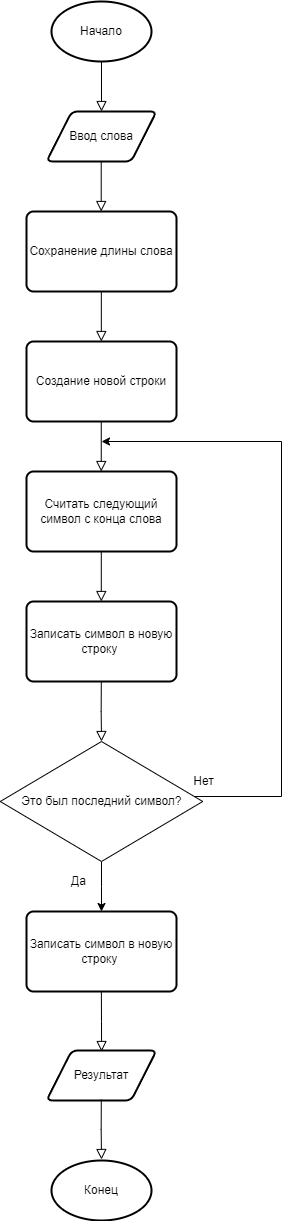 Начало
Ввод слова
Сохранение длины слова
Создание новой строки
Считать следующий
символ с конца слова
Записать символ в новую
строку
Нет
Это был последний символ?
Да
Записать символ в новую
строку
Результат
Конец